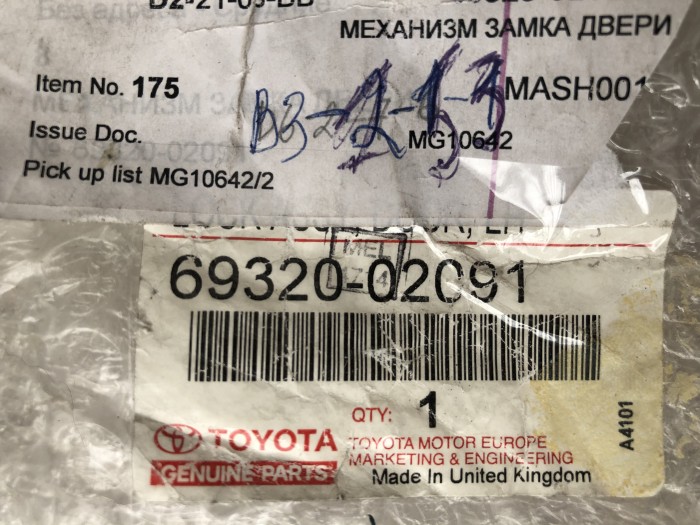 МЕХАНИЗМ ЗАМКА ДВЕРИ
Item No. 175
MASH001
Issue Doc.
MG10642
Pick up list MG10642/2
69320-02091
QTY: 1
A4101
TOYOTA
GENUINE PARTS
TOYOTA MOTOR EUROPE
MARKETING & ENGINEERING
Made In United Kingdom